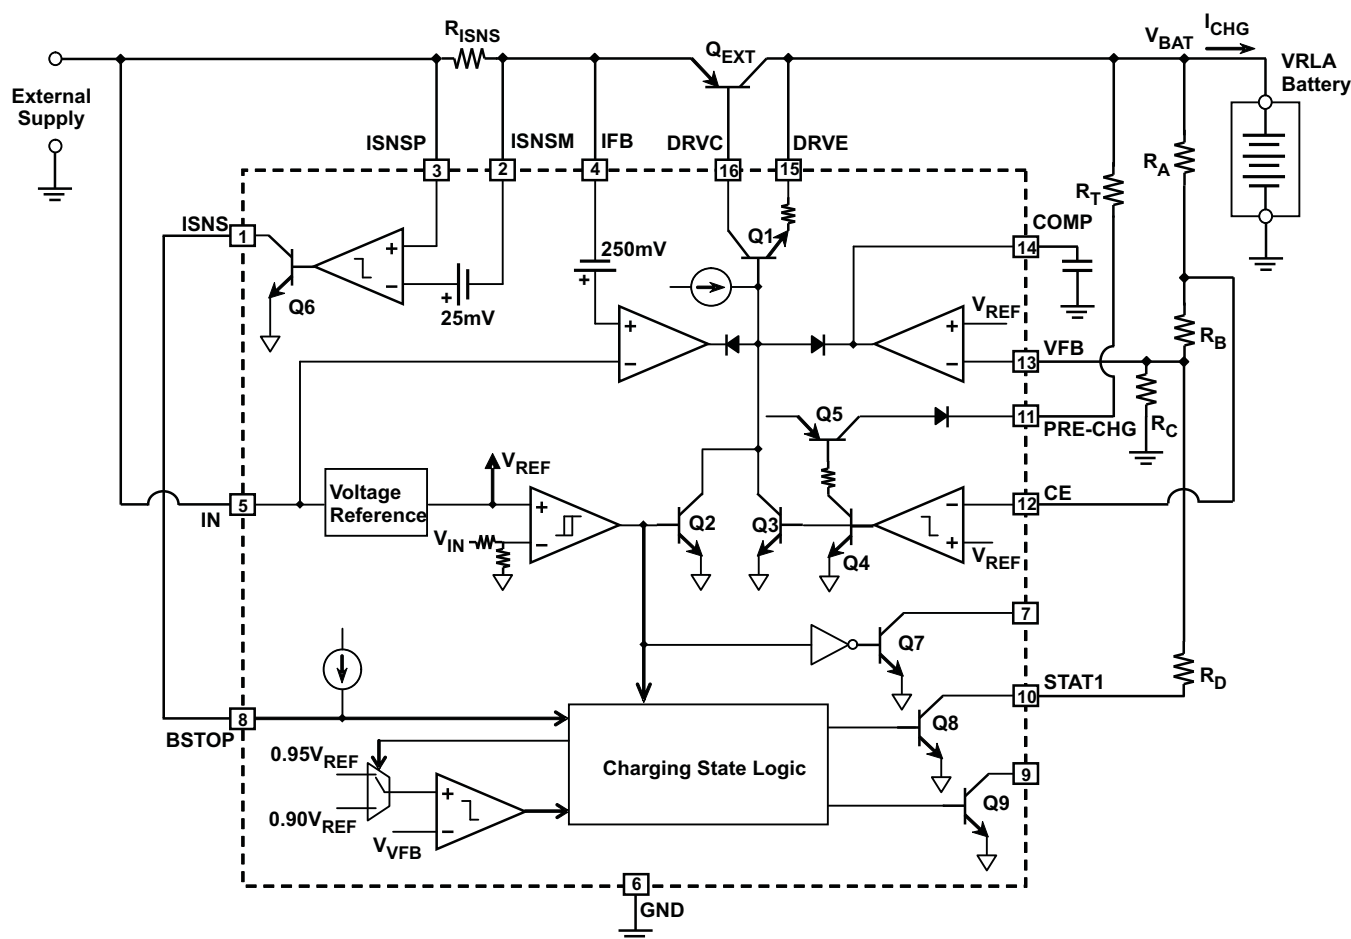 RISNS
QEXT
VBAT
ICHG
VRLA
Battery
External
Supply
ISNSP
ISNSM
IFB
DRVC
DRVE
3
2
4
16
15
RA
RT
ISNS
1
COMP
14
Q1
250mV
+
+
−
+
25mV
Q6
+
−
VREF
+
−
VFB
13
RB
Q5
11
PRE-CHG
RC
VREF
Voltage
Reference
5
IN
VIN
+
−
Q2
Q3
Q4
−
+
VREF
CE
12
7
Q7
STAT1
10
RD
Q8
8
BSTOP
Charging State Logic
0.95VREF
0.90VREF
+
−
VVFB
9
Q9
6
GND